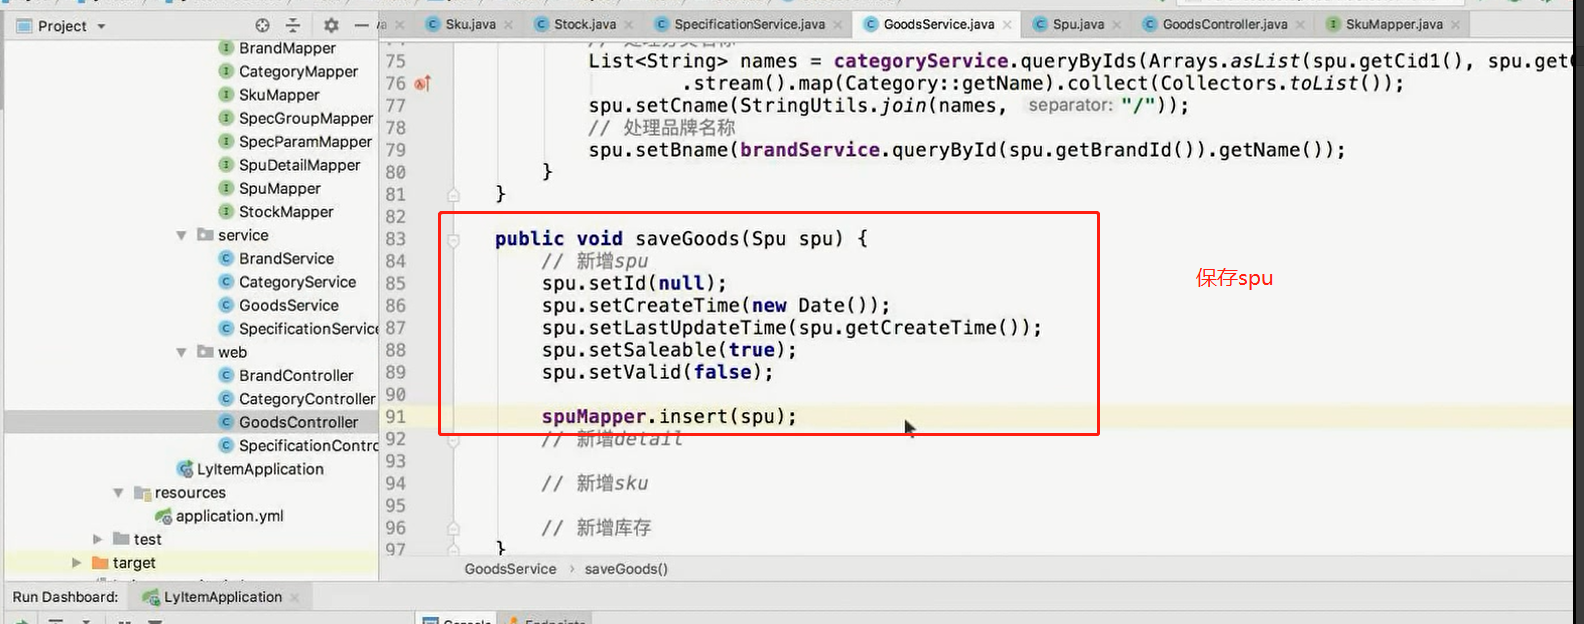 Project
Sku.java
Stock.java
SpecificationService.java
GoodsService.java
Spu.java
GoodsController.java
SkuMapper.java
BrandMapper
CategoryMapper
SkuMapper
SpecGroupMapper
SpecParamMapper
SpuDetailMapper
SpuMapper
StockMapper
service
BrandService
CategoryService
GoodsService
SpecificationService
web
BrandController
CategoryController
GoodsController
SpecificationContro
LyItemApplication
resources
application.yml
test
target
75 List<String> names = categoryService.queryByIds(Arrays.asList(spu.getCid1(), spu.get
76 .stream().map(Category::getName).collect(Collectors.toList());
77 spu.setCname(StringUtils.join(names, separator: "/"));
78 // 处理品牌名称
79 spu.setBname(brandService.queryById(spu.getBrandId()).getName());
80 }
81 }
82
83 public void saveGoods(Spu spu) {
84 // 新增spu
85 spu.setId(null);
86 spu.setCreateTime(new Date());
87 spu.setLastUpdateTime(spu.getCreateTime());
88 spu.setSaleable(true);
89 spu.setValid(false);
90
91 spuMapper.insert(spu);
92 // 新增detail
93
94 // 新增sku
95
96 // 新增库存
97 }
保存spu
GoodsService › saveGoods()
Run Dashboard: LyItemApplication
Console Endpoints